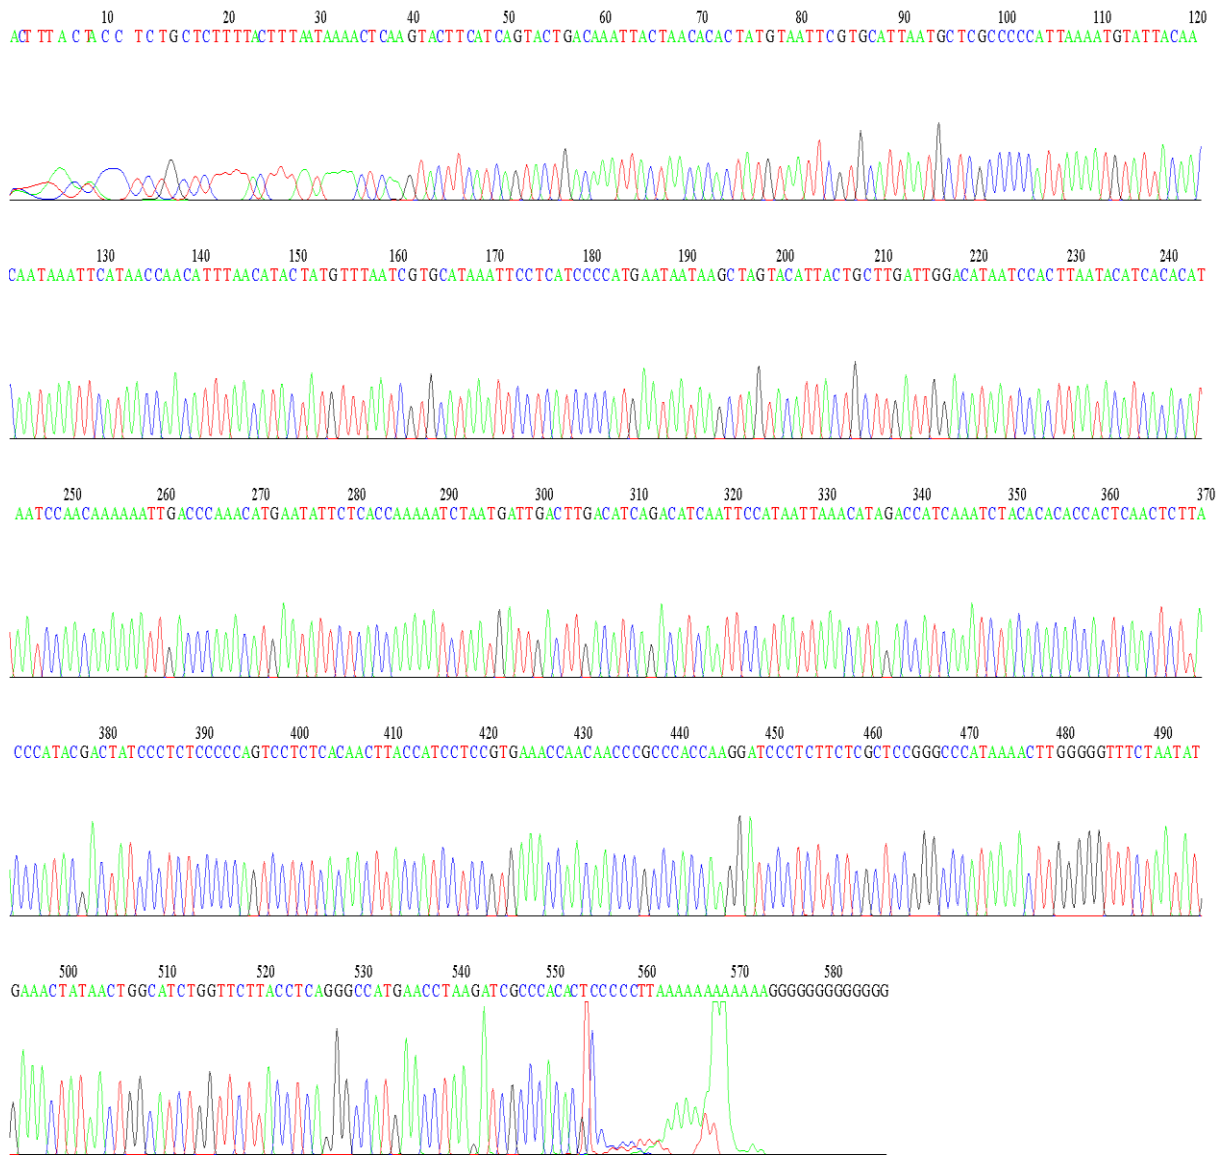 10 20 30 40 50 60 70 80 90 100 110 120
ACTTTACTACC TCTGCTCTTTTACTTTAATAAAACTCAAGTACTTCATCAGTACTGACAAATTACTAACACACTATGTAATTCGTGCATTAATGCTCGCCCCCATTAAAATGTATTACAA
130 140 150 160 170 180 190 200 210 220 230 240
CAATAAATTCATAACCAACATTTAACATACTATGTTTAATCGTGCATAAATTCCTCATCCCCATGAATAATAAGCTAGTACATTACTGCTTGATTGGACATAATCCACTTAATACATCACACAT
250 260 270 280 290 300 310 320 330 340 350 360 370
AATCCAACAAAAAATTGACCCAAACATGAATATTCTCACCAAAAATCTAATGATTGACTTGACATCAGACATCAATTCCATAATTAAACATAGACCATCAAATCTACACACACCACTCAACTCTTA
380 390 400 410 420 430 440 450 460 470 480 490
CCCATACGACTATCCCTCTCCCCCAGTCCTCTCACAACTTACCATCCTCCGTGAAACCAACAACCCGCCCACCAAGGATCCCTCTTCTCGCTCCGGGCCCATAAAACTTGGGGGTTTCTAATAT
500 510 520 530 540 550 560 570 580
GAAACTATAACTGGCATCTGGTTCTTACCTCAGGGCCATGAACCTAAGATCGCCCACACTCCCCCTTAAAAAAAAAAAAGGGGGGGGGGGGG